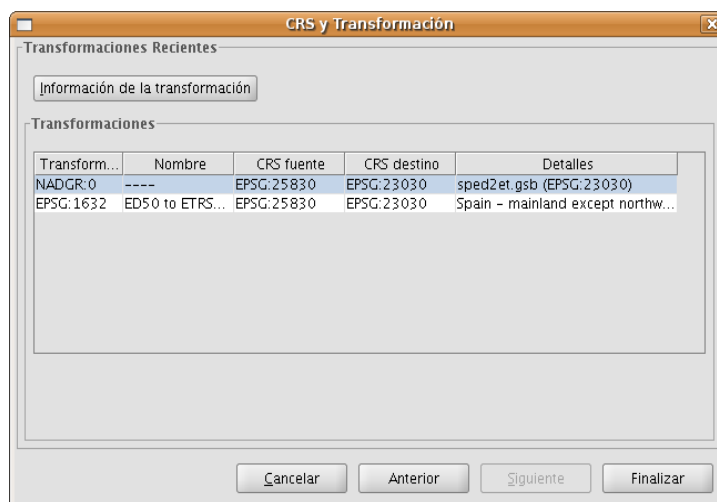 CRS y Transformación
Transformaciones Recientes
Información de la transformación
Transformaciones
Transform... Nombre CRS fuente CRS destino Detalles
NADGR:0 ---- EPSG:25830 EPSG:23030 sped2et.gsb (EPSG:23030)
EPSG:1632 ED50 to ETRS... EPSG:25830 EPSG:23030 Spain - mainland except northw...
Cancelar Anterior Siguiente Finalizar